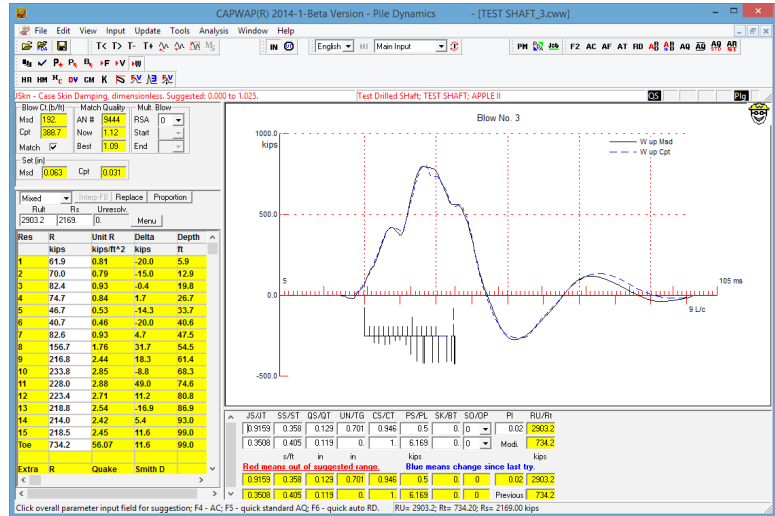 CAPWAP(R) 2014-1-Beta Version - Pile Dynamics - [TEST SHAFT_3.cww]
File Edit View Input Update Tools Analysis Window Help
T< T> T- T+ IN English MI Main Input PM Job F2 AC AF AT RD AQ
HR HM Hc DV CM K
JSkn - Case Skin Damping, dimensionless. Suggested: 0.000 to 1.025. Test Drilled SHaft; TEST SHAFT; APPLE II QS Plg
Blow Ct.(b/ft) Match Quality Mult. Blow
Msd 192. AN # 9444 RSA 0
Cpt 388.7 Now 1.12 Start
Match Best 1.09 End
Set (in)
Msd 0.063 Cpt 0.031
Mixed Interp-F8 Replace Proportion
Rult Rs Unresolv.
2903.2 2169. 0. Menu
Res R Unit R Delta Depth
kips kips/ft^2 kips ft
1 61.9 0.81 -20.0 5.9
2 70.0 0.79 -15.0 12.9
3 82.4 0.93 -0.4 19.8
4 74.7 0.84 1.7 26.7
5 46.7 0.53 -14.3 33.7
6 40.7 0.46 -20.0 40.6
7 82.6 0.93 4.7 47.5
8 156.7 1.76 31.7 54.5
9 216.8 2.44 18.3 61.4
10 233.8 2.85 -8.8 68.3
11 228.0 2.88 49.0 74.6
12 223.4 2.71 11.2 80.8
13 218.8 2.54 -16.9 86.9
14 214.0 2.42 5.4 93.0
15 218.5 2.45 11.6 99.0
Toe 734.2 56.07 11.6 99.0
Extra R Quake Smith D
Blow No. 3
1000.0
kips
W up Msd
W up Cpt
500.0
5
105 ms
0.0
9 L/c
-500.0
JS/JT SS/ST QS/QT UN/TG CS/CT PS/PL SK/BT SO/OP PI RU/Rt
0.9159 0.358 0.129 0.701 0.946 0.5 0. 0 0.02 2903.2
0.3508 0.405 0.119 0. 1. 6.169 0. 0 Modi. 734.2
s/ft in in kips kips
Red means out of suggested range. Blue means change since last try.
0.9159 0.358 0.129 0.701 0.946 0.5 0. 0 0.02 2903.2
0.3508 0.405 0.119 0. 1. 6.169 0. 0 Previous 734.2
Click overall parameter input field for suggestion; F4 - AC; F5 - quick standard AQ; F6 - quick auto RD. RU= 2903.2; Rt= 734.20; Rs= 2169.00 kips